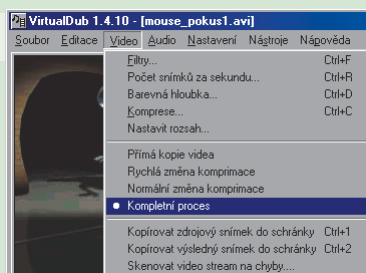 VirtualDub 1.4.10 - [mouse_pokus1.avi]
Soubor Editace Video Audio Nastavení Nástroje Nápověda
Filtry... Ctrl+F
Počet snímků za sekundu... Ctrl+R
Barevná hloubka... Ctrl+D
Komprese... Ctrl+C
Nastavit rozsah...
Přímá kopie videa
Rychlá změna komprimace
Normální změna komprimace
Kompletní proces
Kopírovat zdrojový snímek do schránky Ctrl+1
Kopírovat výsledný snímek do schránky Ctrl+2
Skenovat video stream na chyby....